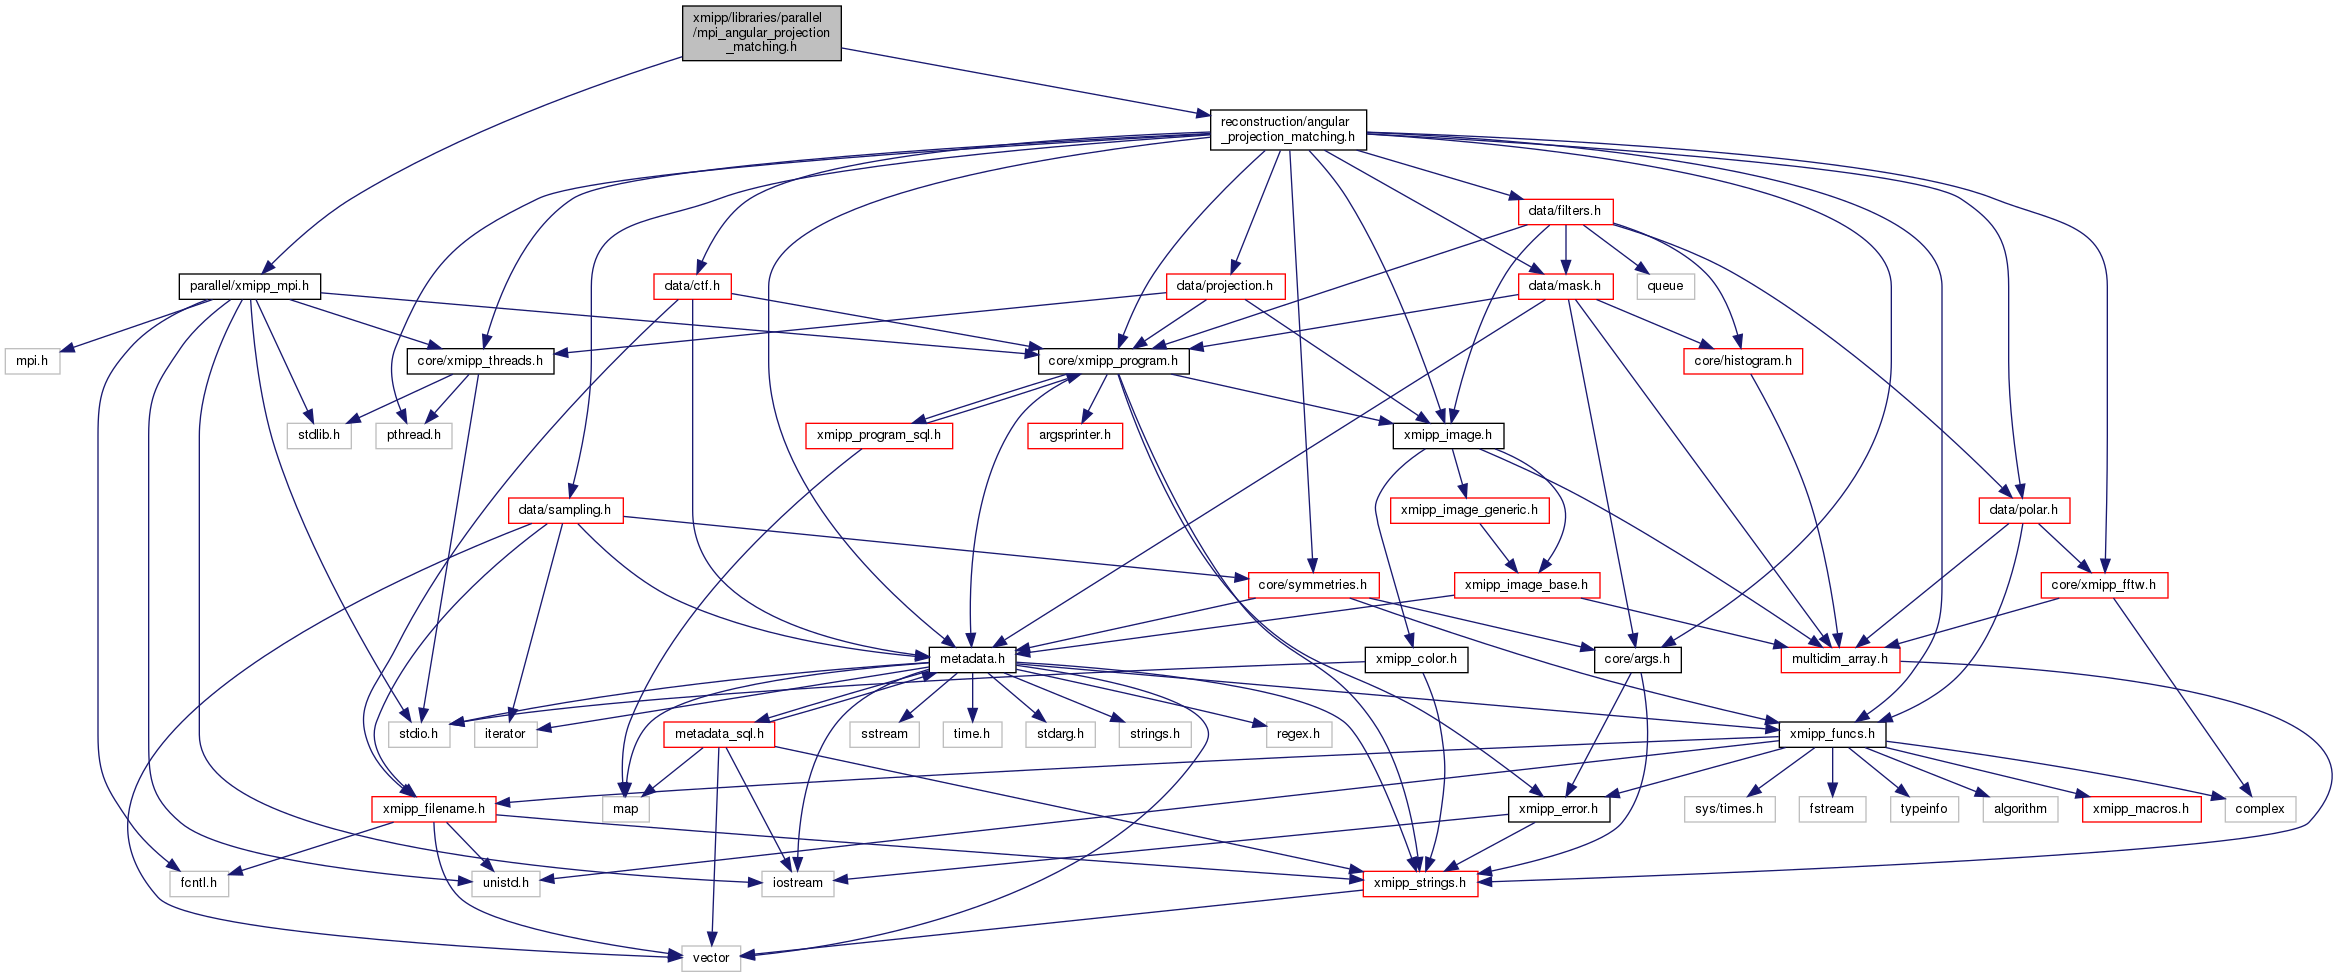 xmipp/libraries/parallel
/mpi_angular_projection
_matching.h
reconstruction/angular
_projection_matching.h
data/filters.h
parallel/xmipp_mpi.h
data/ctf.h
data/projection.h
data/mask.h
queue
mpi.h
core/xmipp_threads.h
core/xmipp_program.h
core/histogram.h
stdlib.h
pthread.h
xmipp_program_sql.h
argsprinter.h
xmipp_image.h
data/sampling.h
xmipp_image_generic.h
data/polar.h
core/symmetries.h
xmipp_image_base.h
core/xmipp_fftw.h
metadata.h
xmipp_color.h
core/args.h
multidim_array.h
stdio.h
iterator
metadata_sql.h
sstream
time.h
stdarg.h
strings.h
regex.h
xmipp_funcs.h
xmipp_filename.h
map
xmipp_error.h
sys/times.h
fstream
typeinfo
algorithm
xmipp_macros.h
complex
fcntl.h
unistd.h
iostream
xmipp_strings.h
vector